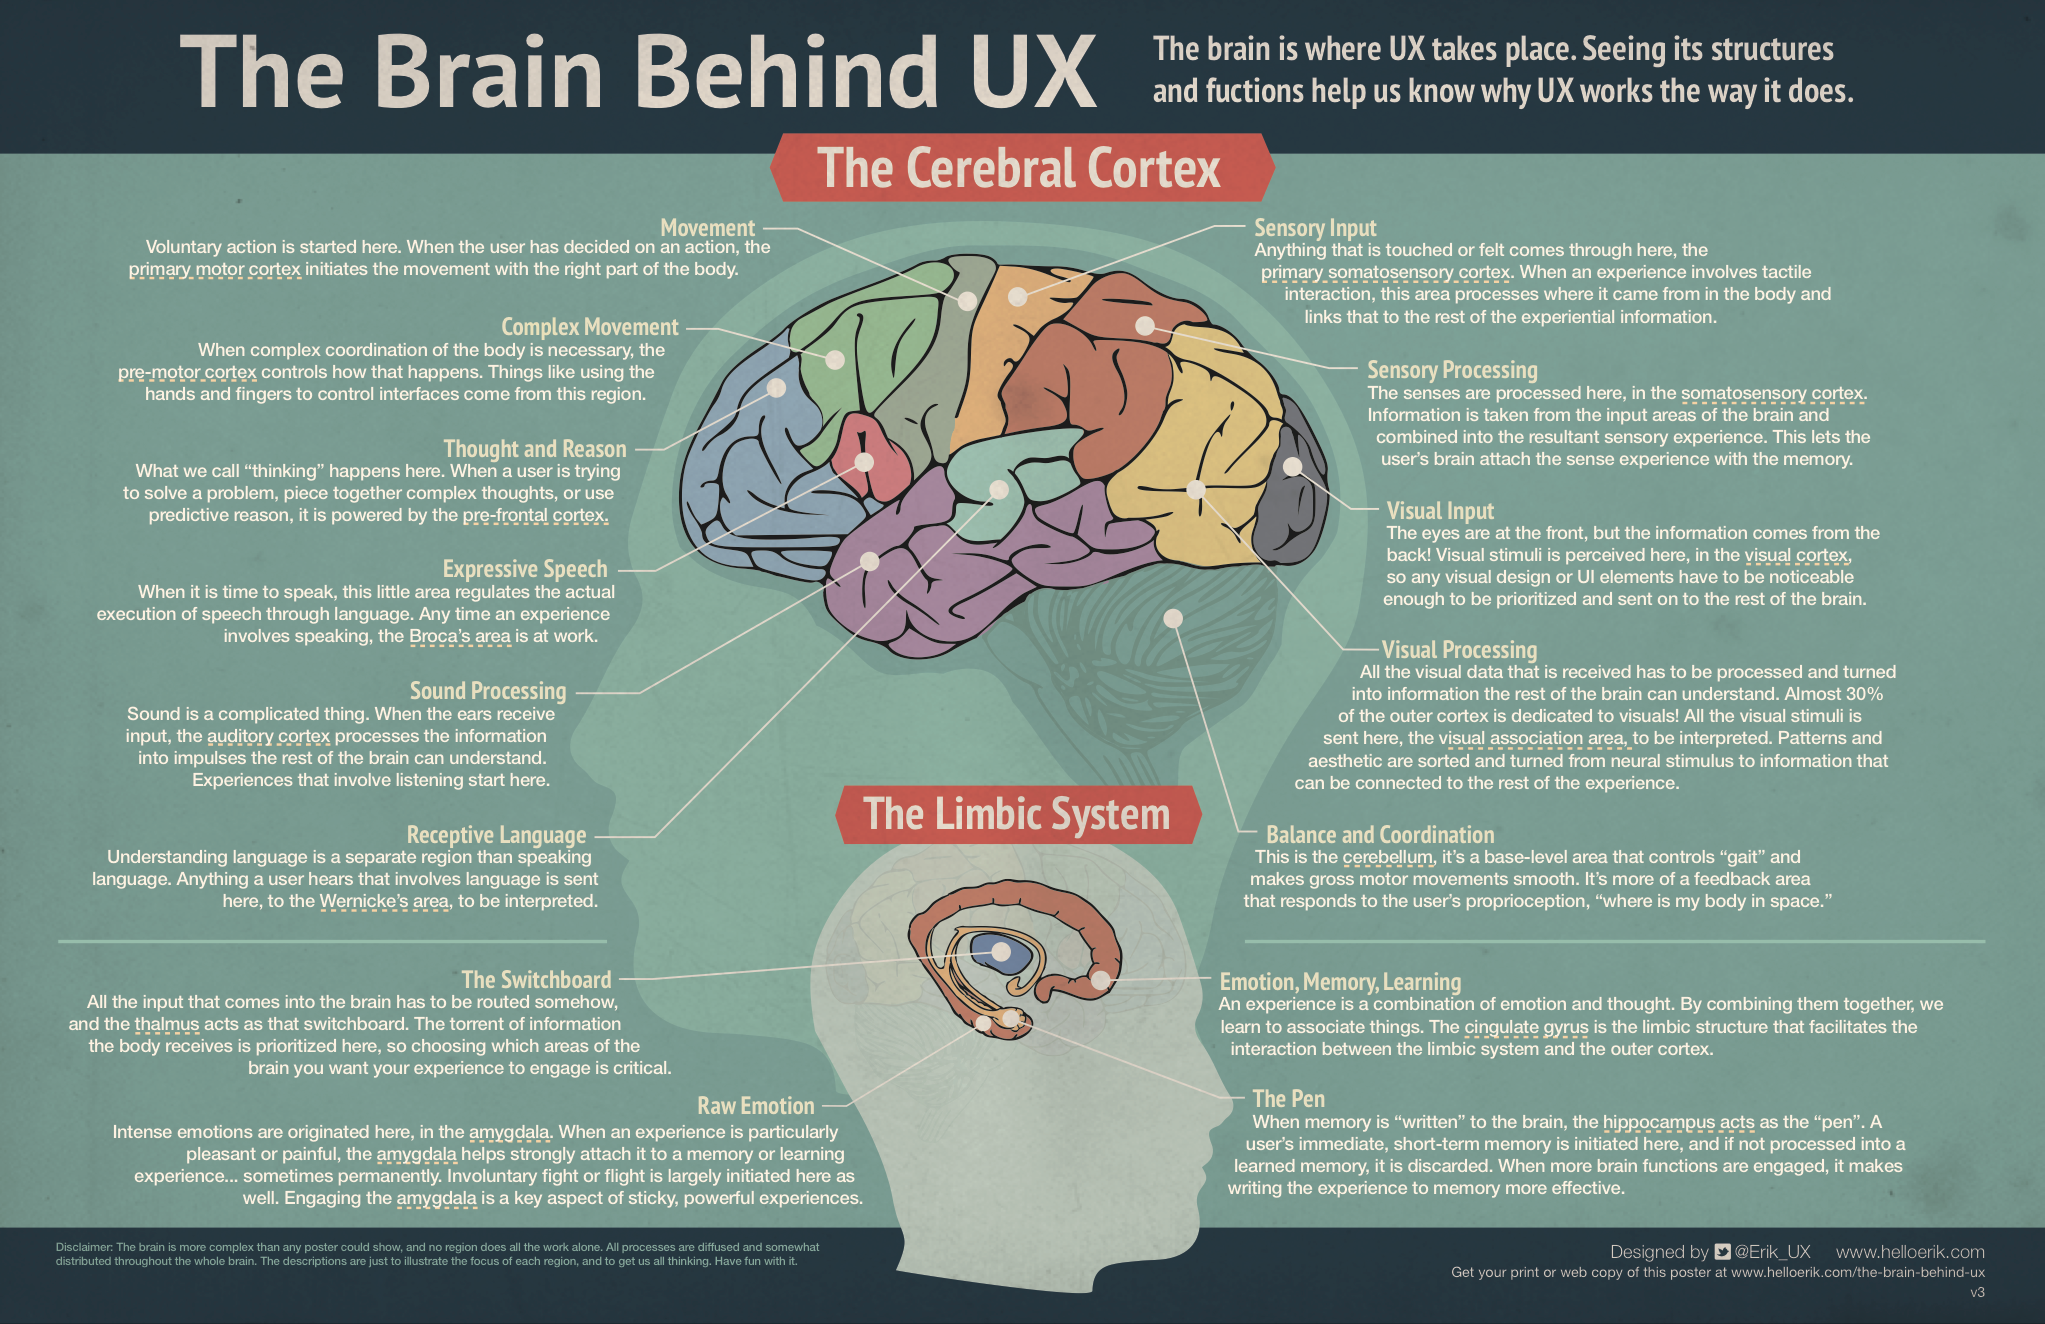 The Brain Behind UX
The brain is where UX takes place. Seeing its structures
and fuctions help us know why UX works the way it does.
The Cerebral Cortex
Movement
Voluntary action is started here. When the user has decided on an action, the
primary motor cortex initiates the movement with the right part of the body.
Complex Movement
When complex coordination of the body is necessary, the
pre-motor cortex controls how that happens. Things like using the
hands and fingers to control interfaces come from this region.
Thought and Reason
What we call “thinking” happens here. When a user is trying
to solve a problem, piece together complex thoughts, or use
predictive reason, it is powered by the pre-frontal cortex.
Expressive Speech
When it is time to speak, this little area regulates the actual
execution of speech through language. Any time an experience
involves speaking, the Broca’s area is at work.
Sound Processing
Sound is a complicated thing. When the ears receive
input, the auditory cortex processes the information
into impulses the rest of the brain can understand.
Experiences that involve listening start here.
Receptive Language
Understanding language is a separate region than speaking
language. Anything a user hears that involves language is sent
here, to the Wernicke’s area, to be interpreted.
Sensory Input
Anything that is touched or felt comes through here, the
primary somatosensory cortex. When an experience involves tactile
interaction, this area processes where it came from in the body and
links that to the rest of the experiential information.
Sensory Processing
The senses are processed here, in the somatosensory cortex.
Information is taken from the input areas of the brain and
combined into the resultant sensory experience. This lets the
user’s brain attach the sense experience with the memory.
Visual Input
The eyes are at the front, but the information comes from the
back! Visual stimuli is perceived here, in the visual cortex,
so any visual design or UI elements have to be noticeable
enough to be prioritized and sent on to the rest of the brain.
Visual Processing
All the visual data that is received has to be processed and turned
into information the rest of the brain can understand. Almost 30%
of the outer cortex is dedicated to visuals! All the visual stimuli is
sent here, the visual association area, to be interpreted. Patterns and
aesthetic are sorted and turned from neural stimulus to information that
can be connected to the rest of the experience.
Balance and Coordination
This is the cerebellum, it’s a base-level area that controls “gait” and
makes gross motor movements smooth. It’s more of a feedback area
that responds to the user’s proprioception, “where is my body in space.”
The Limbic System
The Switchboard
All the input that comes into the brain has to be routed somehow,
and the thalmus acts as that switchboard. The torrent of information
the body receives is prioritized here, so choosing which areas of the
brain you want your experience to engage is critical.
Raw Emotion
Intense emotions are originated here, in the amygdala. When an experience is particularly
pleasant or painful, the amygdala helps strongly attach it to a memory or learning
experience... sometimes permanently. Involuntary fight or flight is largely initiated here as
well. Engaging the amygdala is a key aspect of sticky, powerful experiences.
Emotion, Memory, Learning
An experience is a combination of emotion and thought. By combining them together, we
learn to associate things. The cingulate gyrus is the limbic structure that facilitates the
interaction between the limbic system and the outer cortex.
The Pen
When memory is “written” to the brain, the hippocampus acts as the “pen”. A
user’s immediate, short-term memory is initiated here, and if not processed into a
learned memory, it is discarded. When more brain functions are engaged, it makes
writing the experience to memory more effective.
Disclaimer: The brain is more complex than any poster could show, and no region does all the work alone. All processes are diffused and somewhat
distributed throughout the whole brain. The descriptions are just to illustrate the focus of each region, and to get us all thinking. Have fun with it.
Designed by @Erik_UX www.helloerik.com
Get your print or web copy of this poster at www.helloerik.com/the-brain-behind-ux
v3